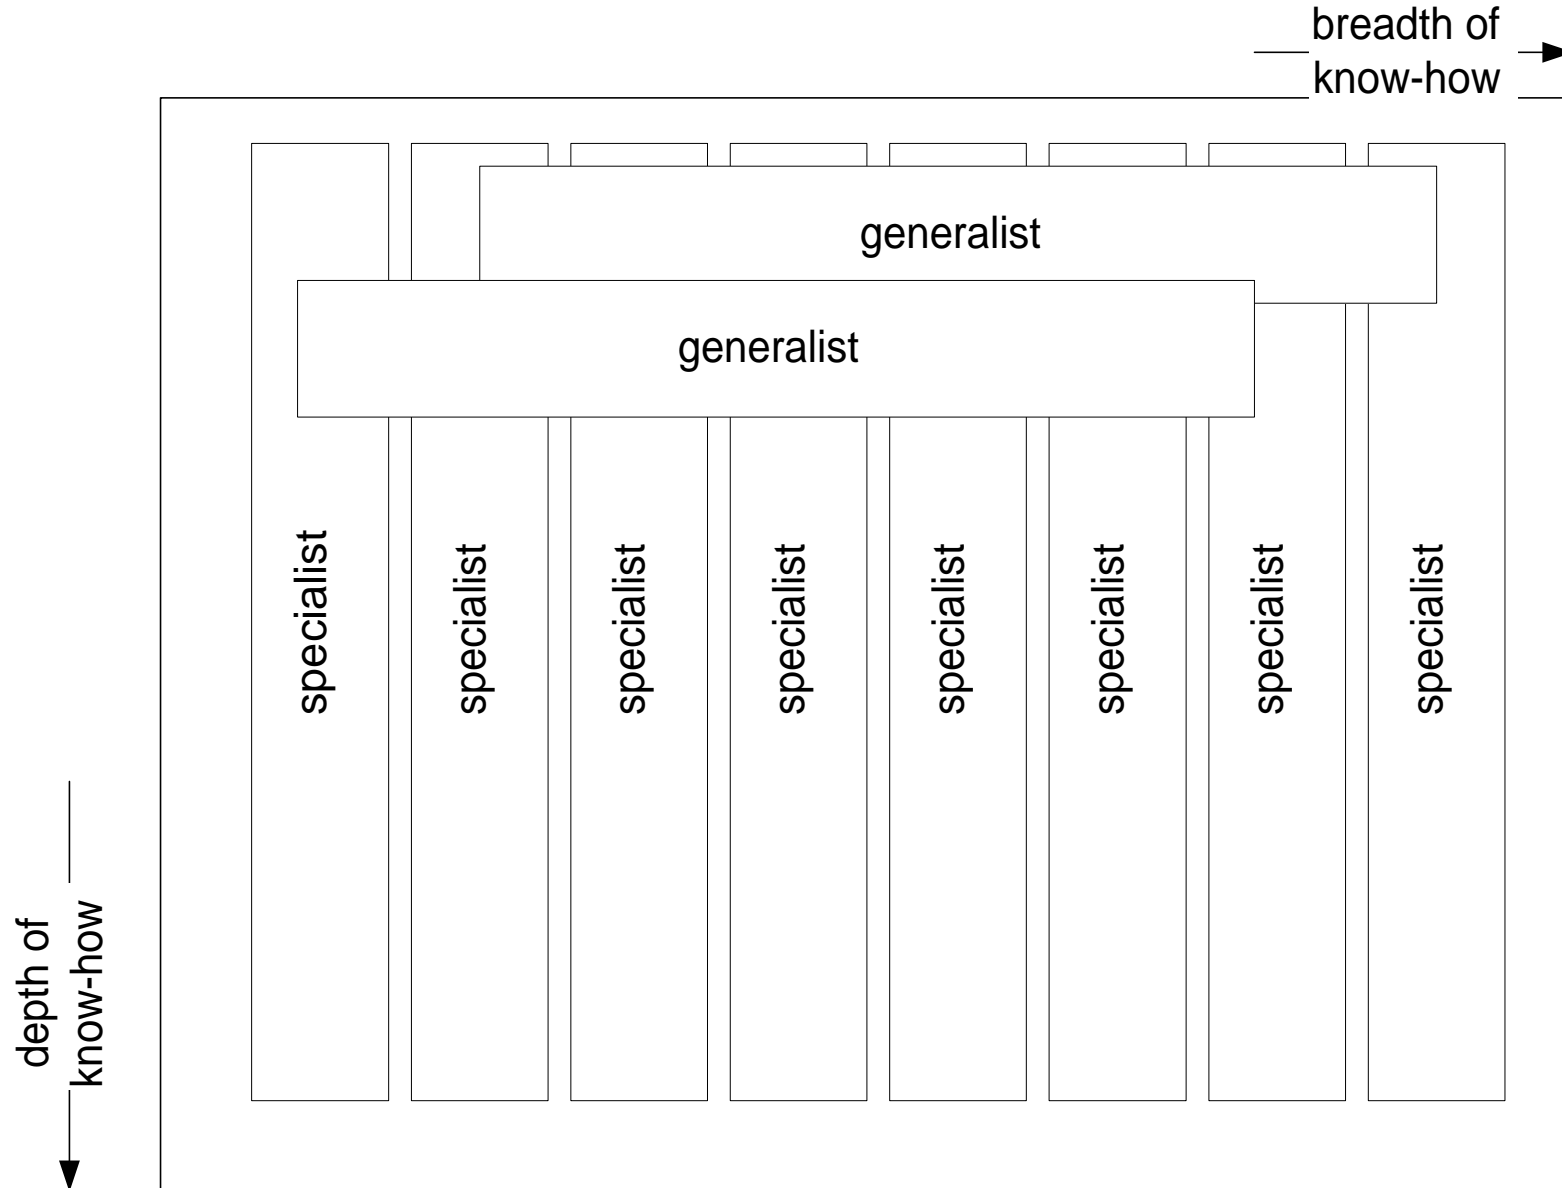 breadth of
know-how
generalist
generalist
specialist
specialist
specialist
specialist
specialist
specialist
specialist
specialist
depth of
know-how